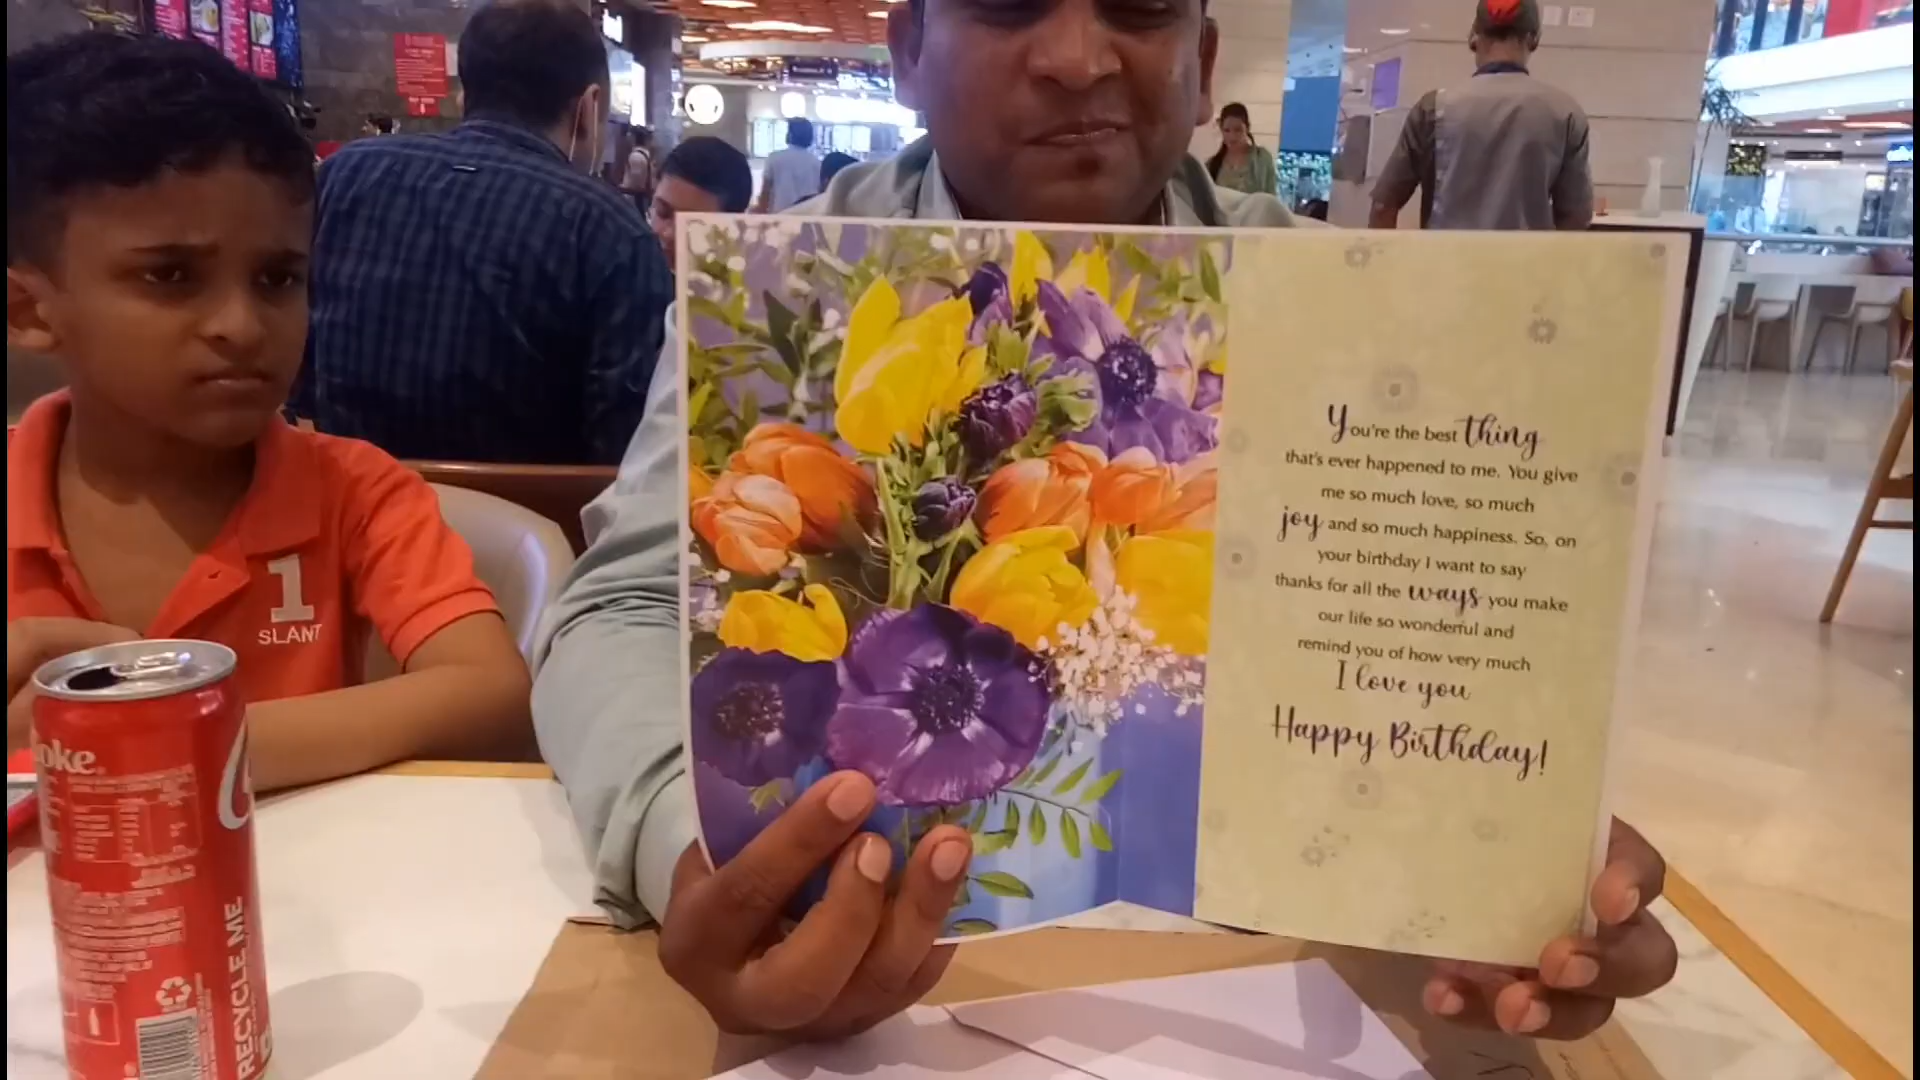 You're the best thing
that's ever happened to me. You give
me so much love, so much
joy and so much happiness. So, on
your birthday I want to say
thanks for all the ways you make
our life so wonderful and
remind you of how very much
I love you
Happy Birthday!
1
SLANT
oke
RECYCLE ME